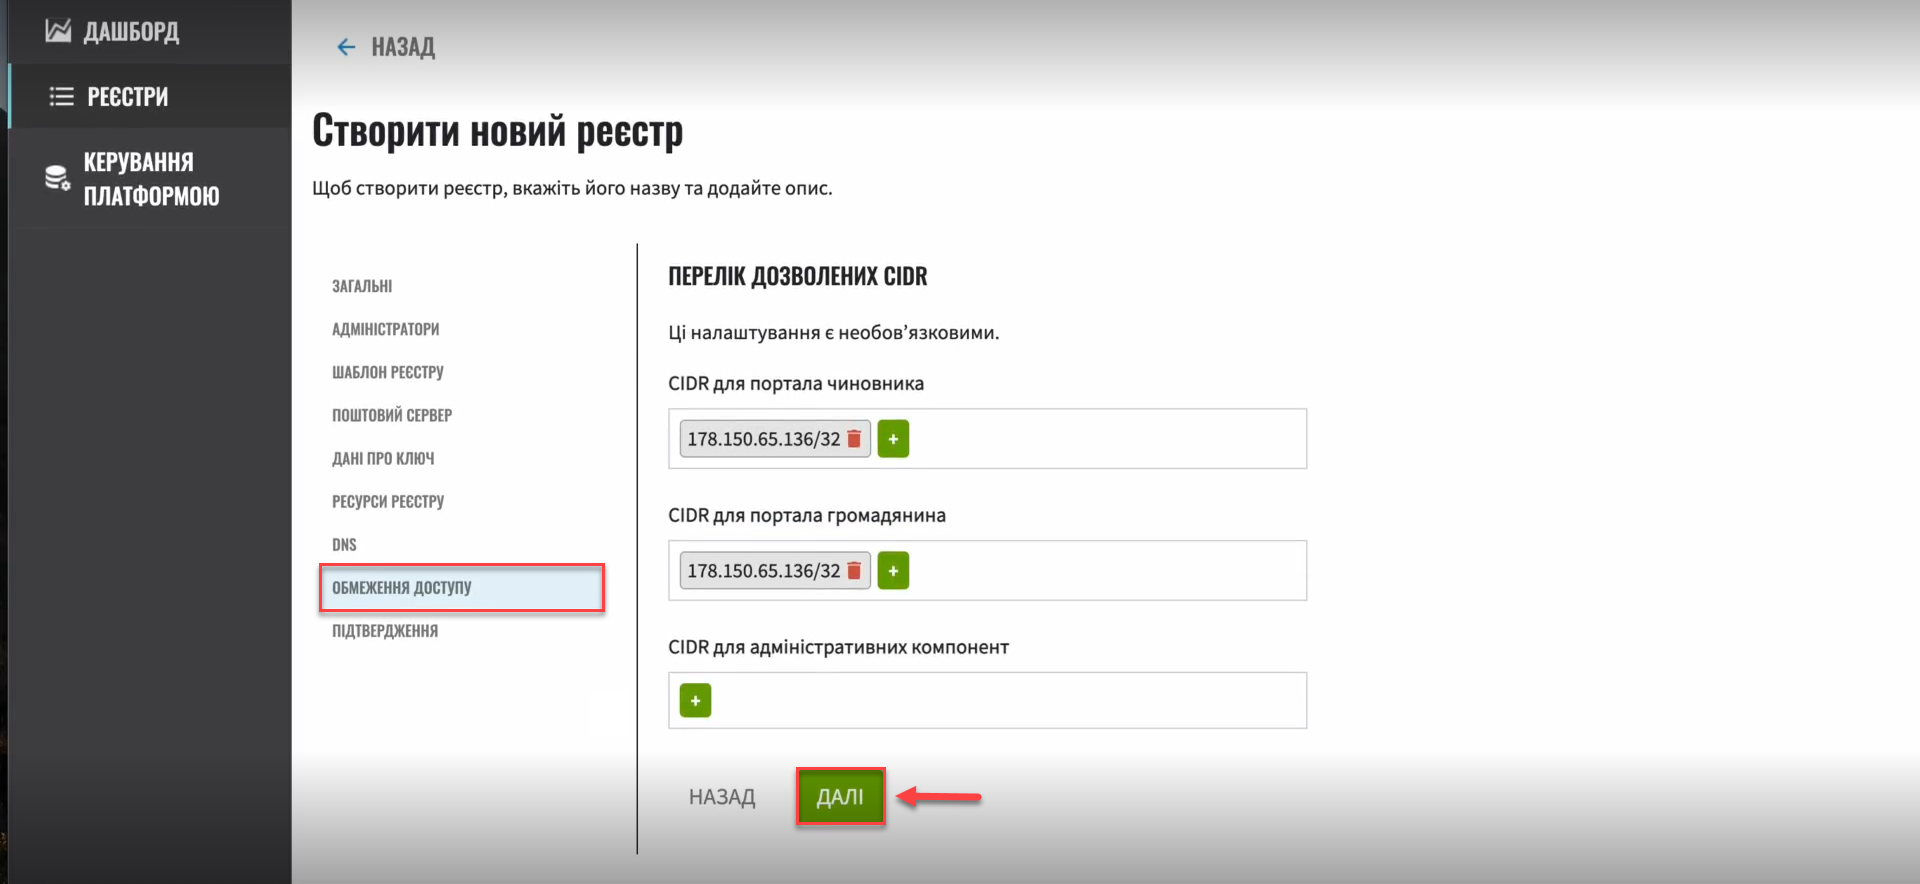 ДАШБОРД
РЕЄСТРИ
КЕРУВАННЯ
ПЛАТФОРМОЮ
НАЗАД
Створити новий реєстр
Щоб створити реєстр, вкажіть його назву та додайте опис.
ЗАГАЛЬНІ
АДМІНІСТРАТОРИ
ШАБЛОН РЕЄСТРУ
ПОШТОВИЙ СЕРВЕР
ДАНІ ПРО КЛЮЧ
РЕСУРСИ РЕЄСТРУ
DNS
ОБМЕЖЕННЯ ДОСТУПУ
ПІДТВЕРДЖЕННЯ
ПЕРЕЛІК ДОЗВОЛЕНИХ CIDR
Ці налаштування є необов’язковими.
CIDR для портала чиновника
178.150.65.136/32 +
CIDR для портала громадянина
178.150.65.136/32 +
CIDR для адміністративних компонент
+
НАЗАД ДАЛІ